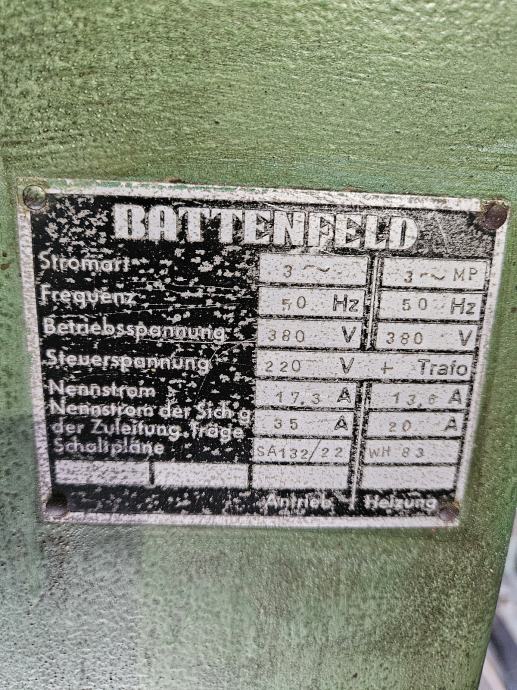 BATTENFELD
Stromart 3 ~ 3 ~ MP
Frequenz 50 Hz 50 Hz
Betriebsspannung 380 V 380 V
Steuerspannung 220 V + Trafo
Nennstrom 17,3 A 13,6 A
Nennstrom der Sich.g.
der Zuleitung, träge 35 A 20 A
Schaltpläne SA132/22 WH 83
Antrieb Heizung